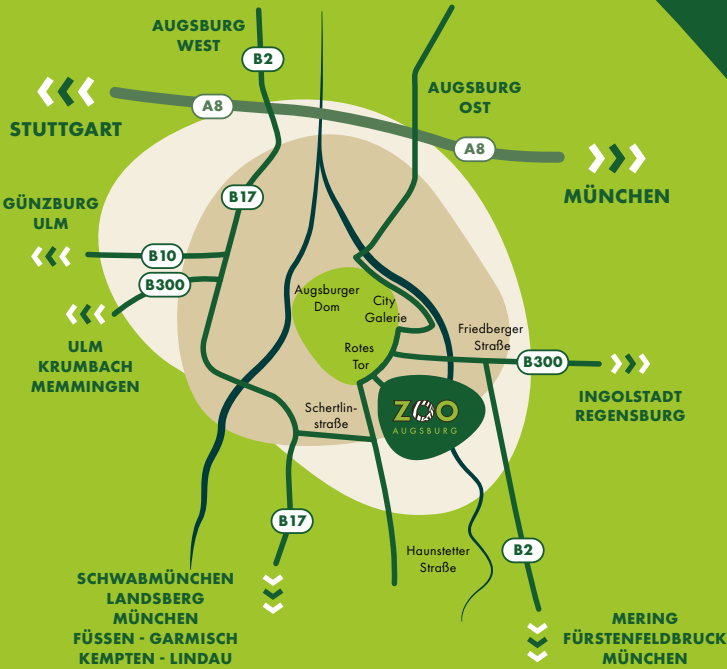 AUGSBURG
WEST
B2
AUGSBURG
OST
A8
STUTTGART
A8
MÜNCHEN
B17
GÜNZBURG
ULM
B10
B300
ULM
KRUMBACH
MEMMINGEN
Augsburger
Dom
City
Galerie
Rotes
Tor
Friedberger
Straße
B300
INGOLSTADT
REGENSBURG
Schertlin-
straße
ZOO
AUGSBURG
B17
Haunstetter
Straße
B2
SCHWABMÜNCHEN
LANDSBERG
MÜNCHEN
FÜSSEN - GARMISCH
KEMPTEN - LINDAU
MERING
FÜRSTENFELDBRUCK
MÜNCHEN